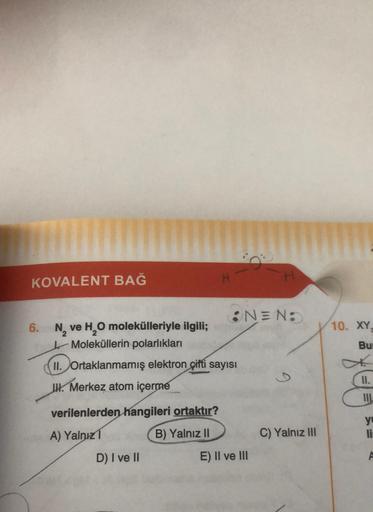 H - :Ö: - H
KOVALENT BAĞ
:N≡N:
6. N₂ ve H₂O molekülleriyle ilgili;
I. Moleküllerin polarlıkları
II. Ortaklanmamış elektron çifti sayısı
III. Merkez atom içerme
verilenlerden hangileri ortaktır?
A) Yalnız I B) Yalnız II C) Yalnız III
D) I ve II E) II ve III
10. XY
Bu
II.
III